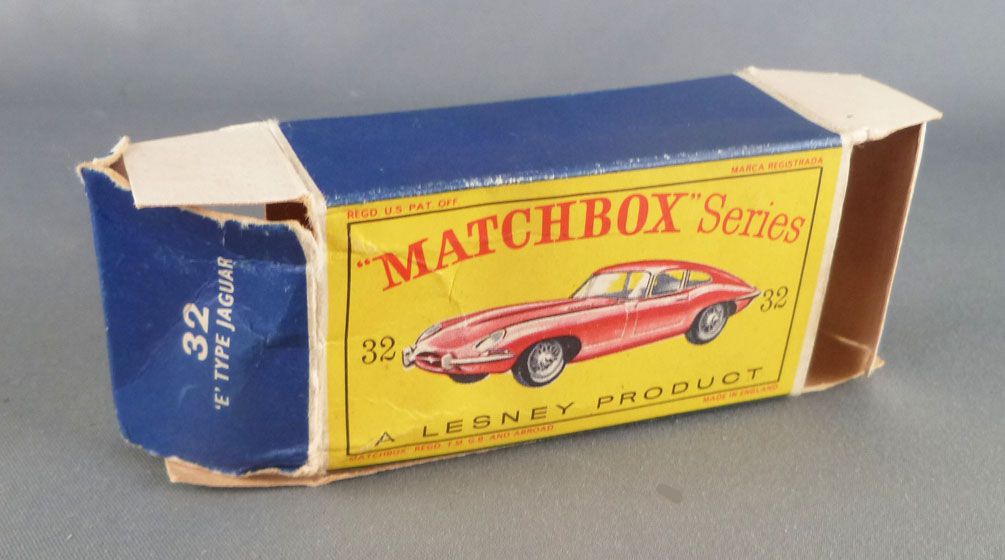 32
'E' TYPE JAGUAR
REGD U.S. PAT. OFF
MARCA REGISTRADA
"MATCHBOX" Series
32
32
A LESNEY PRODUCT
MATCHBOX REGD. T.M. G.B. AND ABROAD
MADE IN ENGLAND